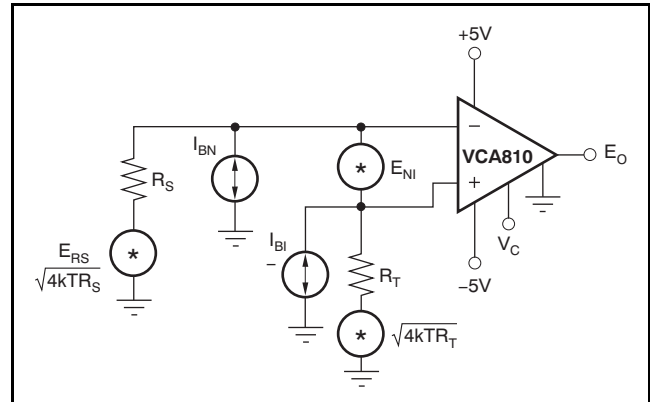 +5V
I_BN
−
R_S
* E_NI
VCA810
E_O
+
E_RS
√4kTR_S
*
I_BI
−
R_T
V_C
−5V
* √4kTR_T